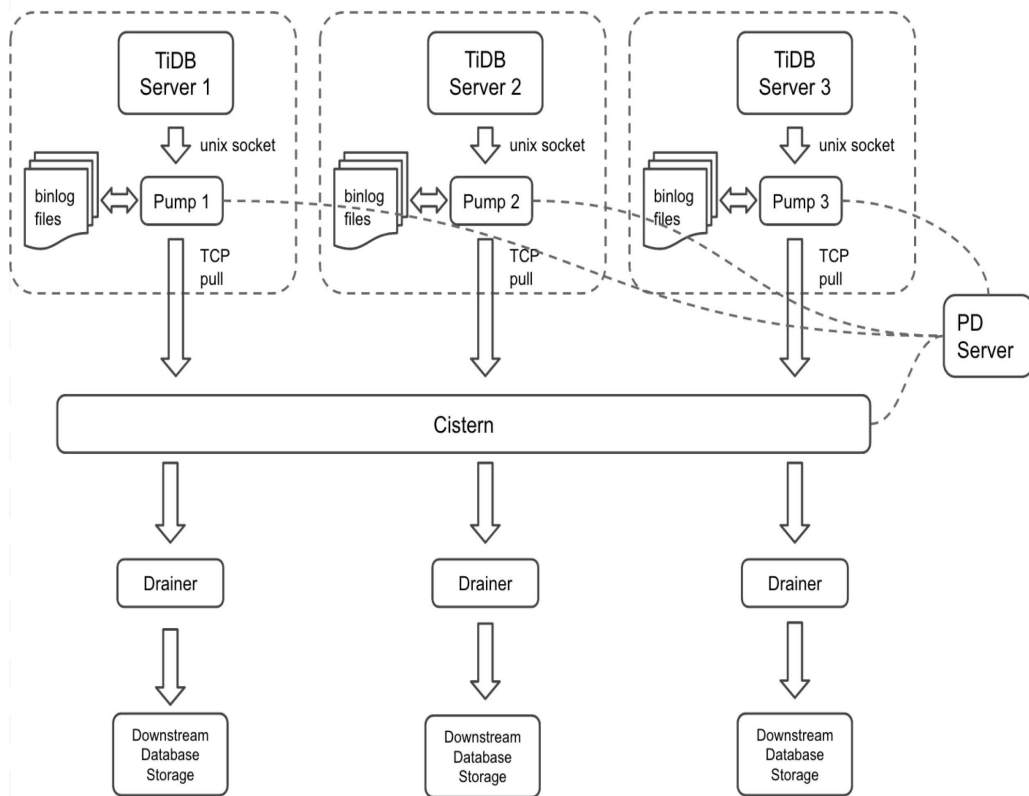 TiDB
Server 1
TiDB
Server 2
TiDB
Server 3
unix socket
unix socket
unix socket
binlog
files
Pump 1
binlog
files
Pump 2
binlog
files
Pump 3
TCP
pull
TCP
pull
TCP
pull
PD
Server
Cistern
Drainer
Drainer
Drainer
Downstream
Database
Storage
Downstream
Database
Storage
Downstream
Database
Storage